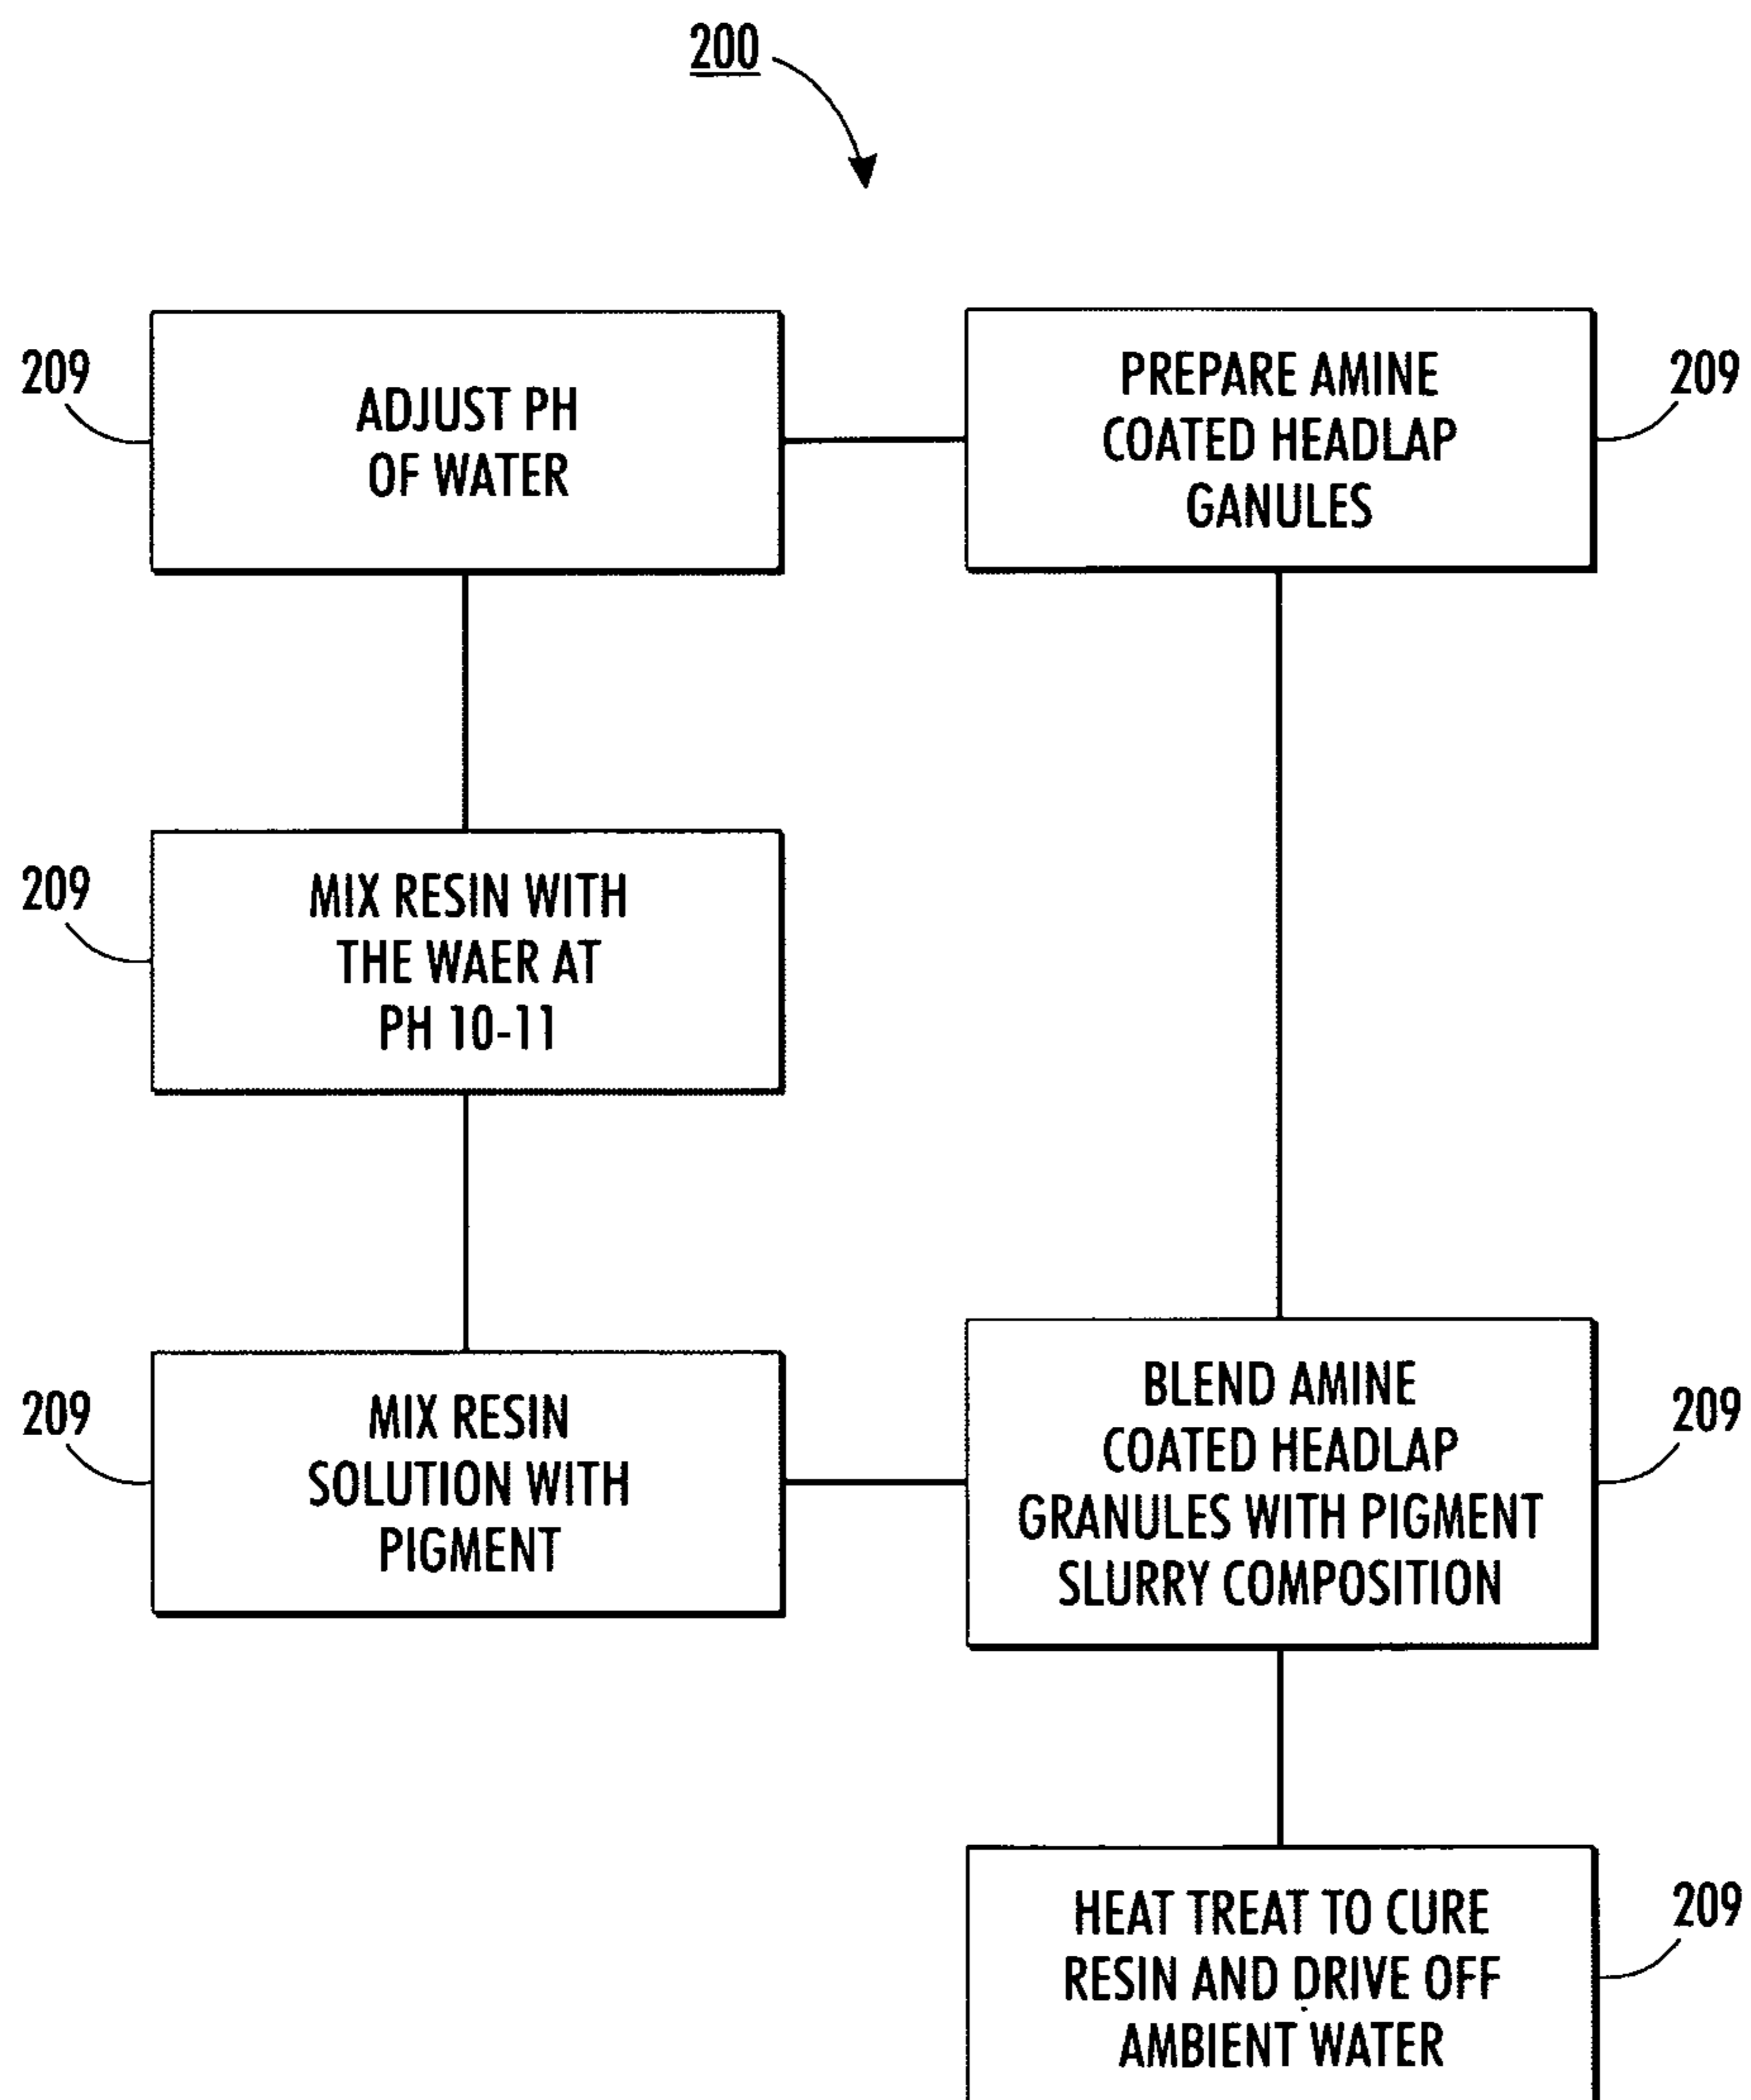 200
209
ADJUST PH
OF WATER
PREPARE AMINE
COATED HEADLAP
GANULES
209
209
MIX RESIN WITH
THE WAER AT
PH 10-11
209
MIX RESIN
SOLUTION WITH
PIGMENT
BLEND AMINE
COATED HEADLAP
GRANULES WITH PIGMENT
SLURRY COMPOSITION
209
HEAT TREAT TO CURE
RESIN AND DRIVE OFF
AMBIENT WATER
209